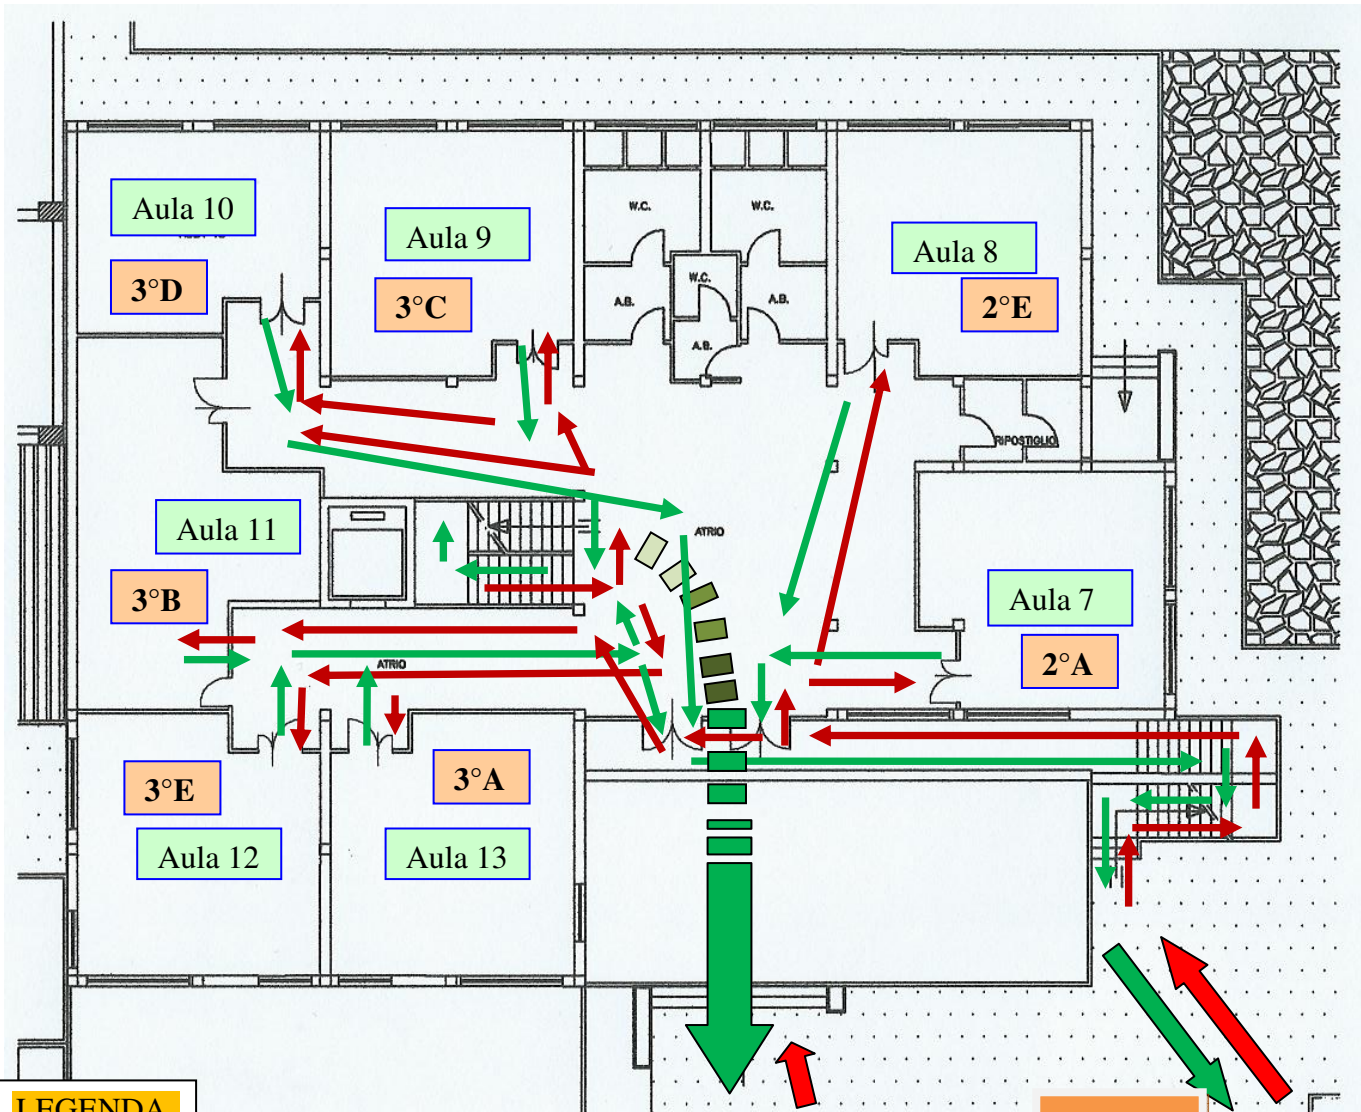 Aula 10
3°D
Aula 9
3°C
W.C.
W.C.
W.C.
A.B.
A.B.
A.B.
Aula 8
2°E
RIPOSTIGLIO
Aula 11
3°B
ATRIO
Aula 7
2°A
ATRIO
3°E
Aula 12
3°A
Aula 13
LEGENDA